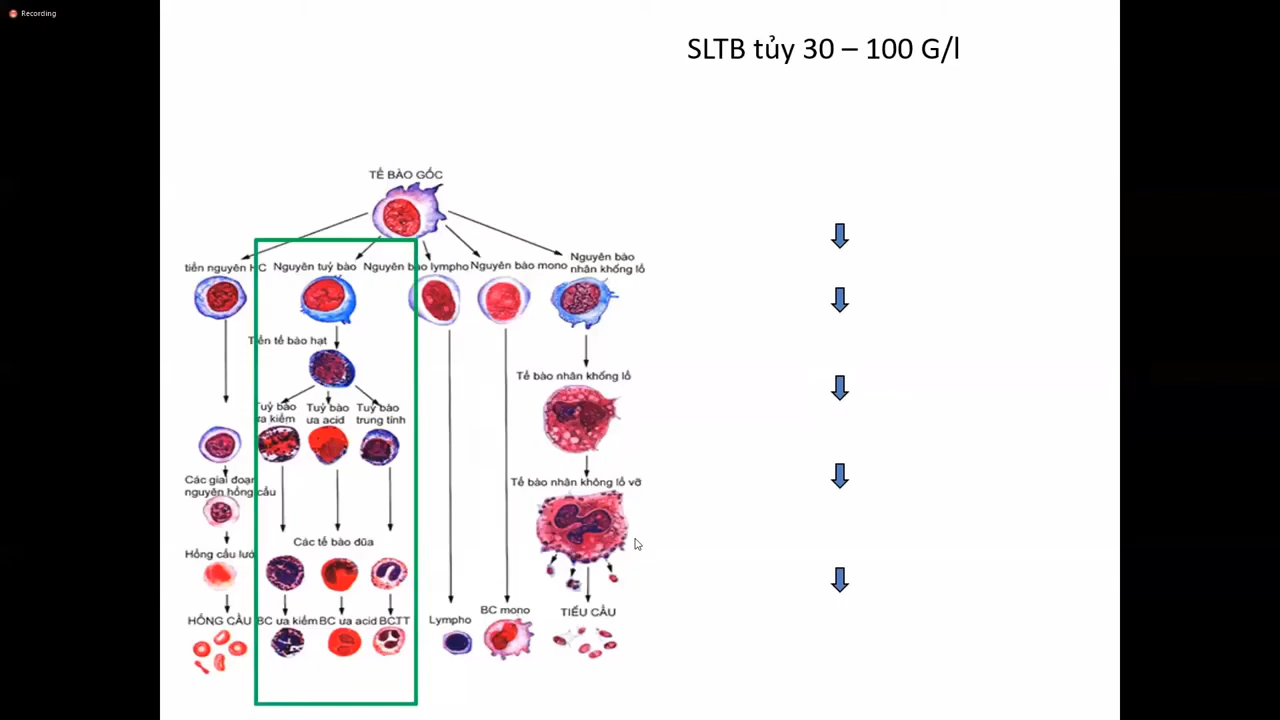 Recording
SLTB tủy 30 – 100 G/l
TẾ BÀO GỐC
tiền nguyên HC
Nguyên tuỷ bào
Nguyên bào lympho
Nguyên bào mono
Nguyên bào
nhân khổng lồ
Tiền tế bào hạt
Tế bào nhân khổng lồ
Tuỷ bào
ưa kiềm
Tuỷ bào
ưa acid
Tuỷ bào
trung tính
Các giai đoạn
nguyên hồng cầu
Tế bào nhân khổng lồ vỡ
Các tế bào đũa
Hồng cầu lưới
HỒNG CẦU
BC ưa kiềm
BC ưa acid
BCTT
Lympho
BC mono
TIỂU CẦU